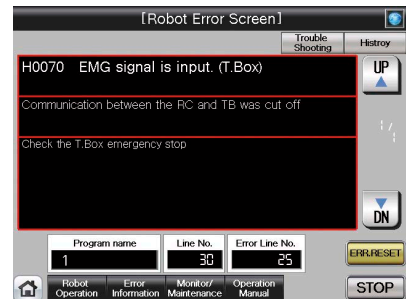 [Robot Error Screen]
Trouble Shooting
Histroy
H0070 EMG signal is input. (T.Box)
UP
Communication between the RC and TB was cut off
1/1
Check the T.Box emergency stop
DN
Program name
Line No.
Error Line No.
1
30
25
ERR.RESET
Robot Operation
Error Information
Monitor/ Maintenance
Operation Manual
STOP